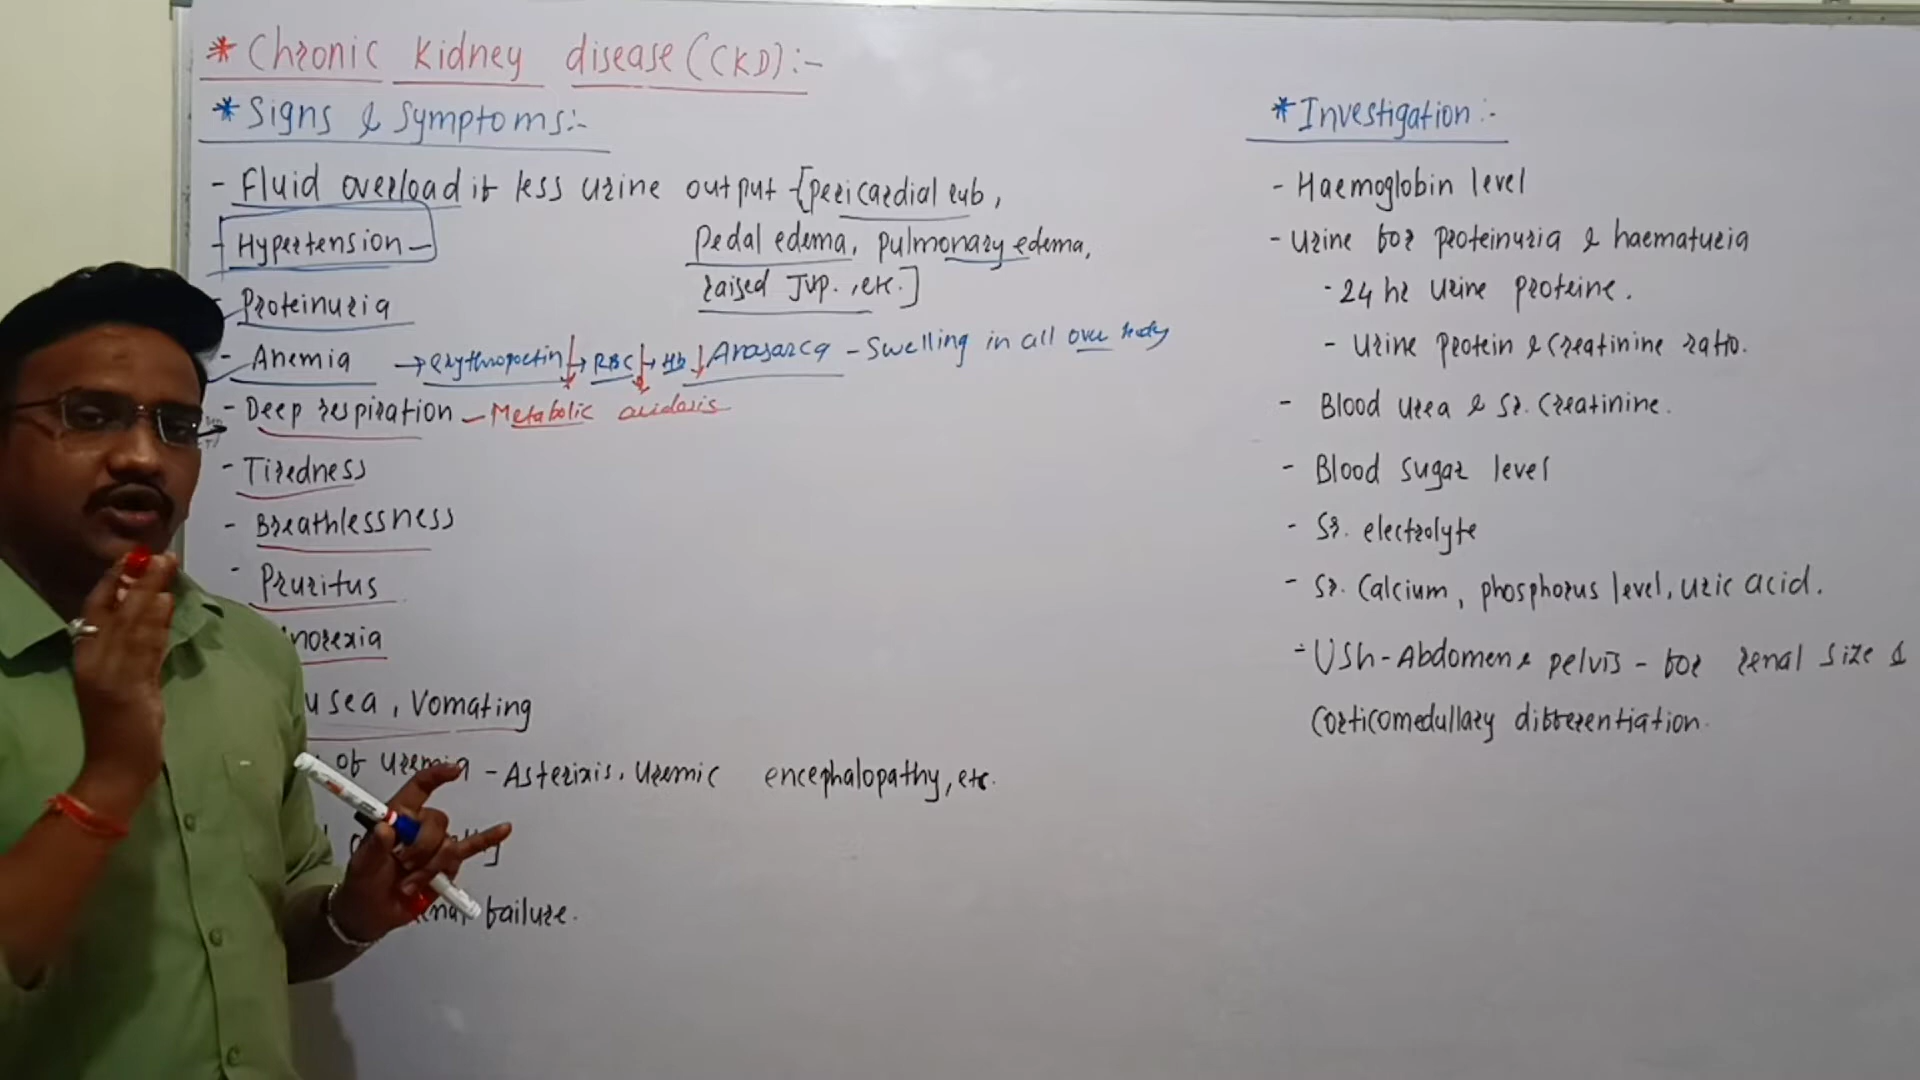 * Chronic Kidney disease (CKD):-
* Signs & Symptoms:-
- Fluid overload if less urine output - [pericardial rub,
Pedal edema, pulmonary edema,
raised JVP. , etc.]
- Hypertension -
- Proteinuria
- Anemia → erythropoetin ↓ → RBC ↓ → Hb ↓ Anasarca - Swelling in all over body
- Deep respiration - Metabolic acidosis
- Tiredness
- Breathlessness
- Pruritus
norexia
usea, Vomating
of uremia - Asterixis, Uremic encephalopathy, etc.
failure.
* Investigation :-
- Haemoglobin level
- Urine for proteinuria & haematuria
- 24 hr urine proteine.
- Urine protein & Creatinine ratio.
- Blood urea & Sr. Creatinine.
- Blood sugar level
- Sr. electrolyte
- Sr. Calcium, phosphorus level, uric acid.
- USG - Abdomen & pelvis - for renal size &
Corticomedullary differentiation.